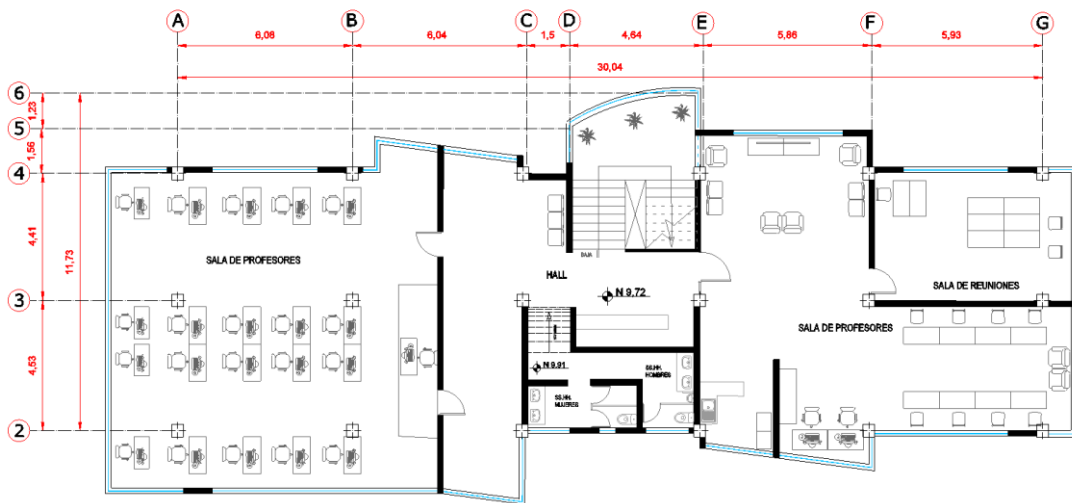 A B C D E F G
6,06 6,04 1,5 4,64 5,86 5,93
30,04
6
1,23
5
1,56
4
4,41
11,73
SALA DE PROFESORES
BAJA
HALL
N 9,72
3
SALA DE REUNIONES
SALA DE PROFESORES
4,53
N 9.91
SS.HH.
HOMBRES
SS.HH.
MUJERES
2